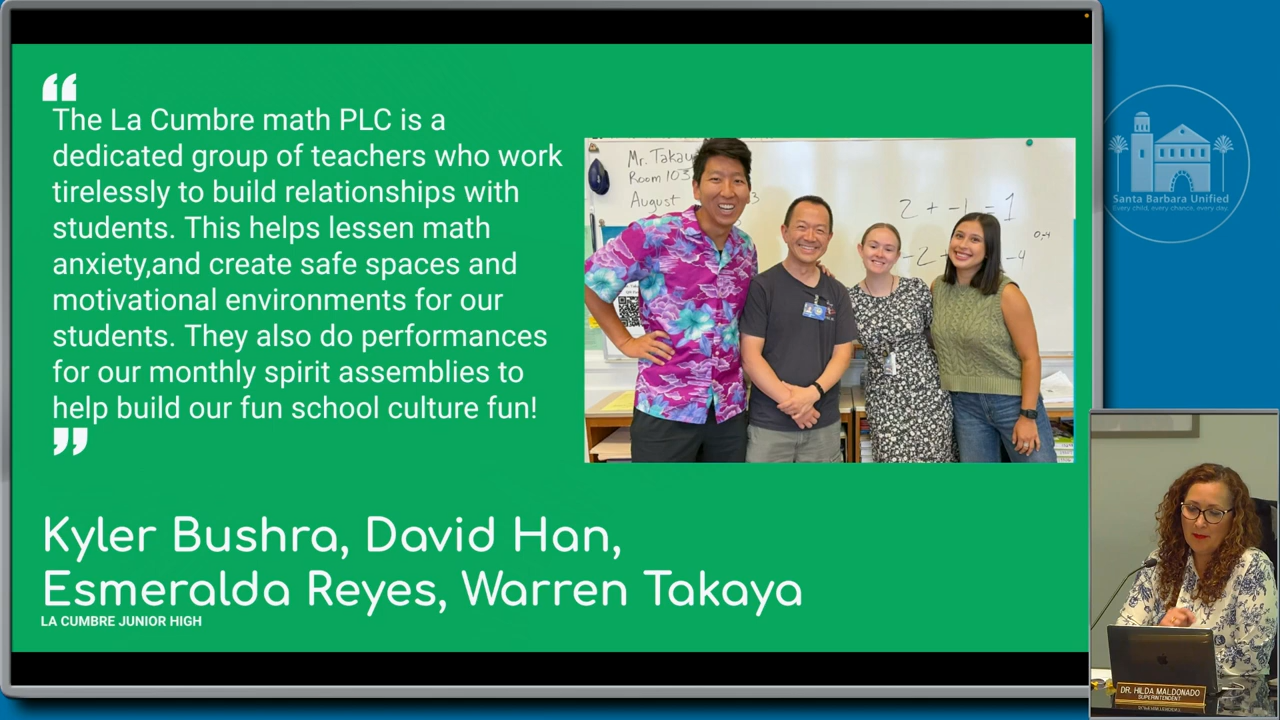 “
The La Cumbre math PLC is a
dedicated group of teachers who work
tirelessly to build relationships with
students. This helps lessen math
anxiety,and create safe spaces and
motivational environments for our
students. They also do performances
for our monthly spirit assemblies to
help build our fun school culture fun!
”
Kyler Bushra, David Han,
Esmeralda Reyes, Warren Takaya
LA CUMBRE JUNIOR HIGH
Mr.
Room 103
August
2 + -1 = 1
Santa Barbara Unified
Every child, every chance, every day.
DR. HILDA MALDONADO
SUPERINTENDENT